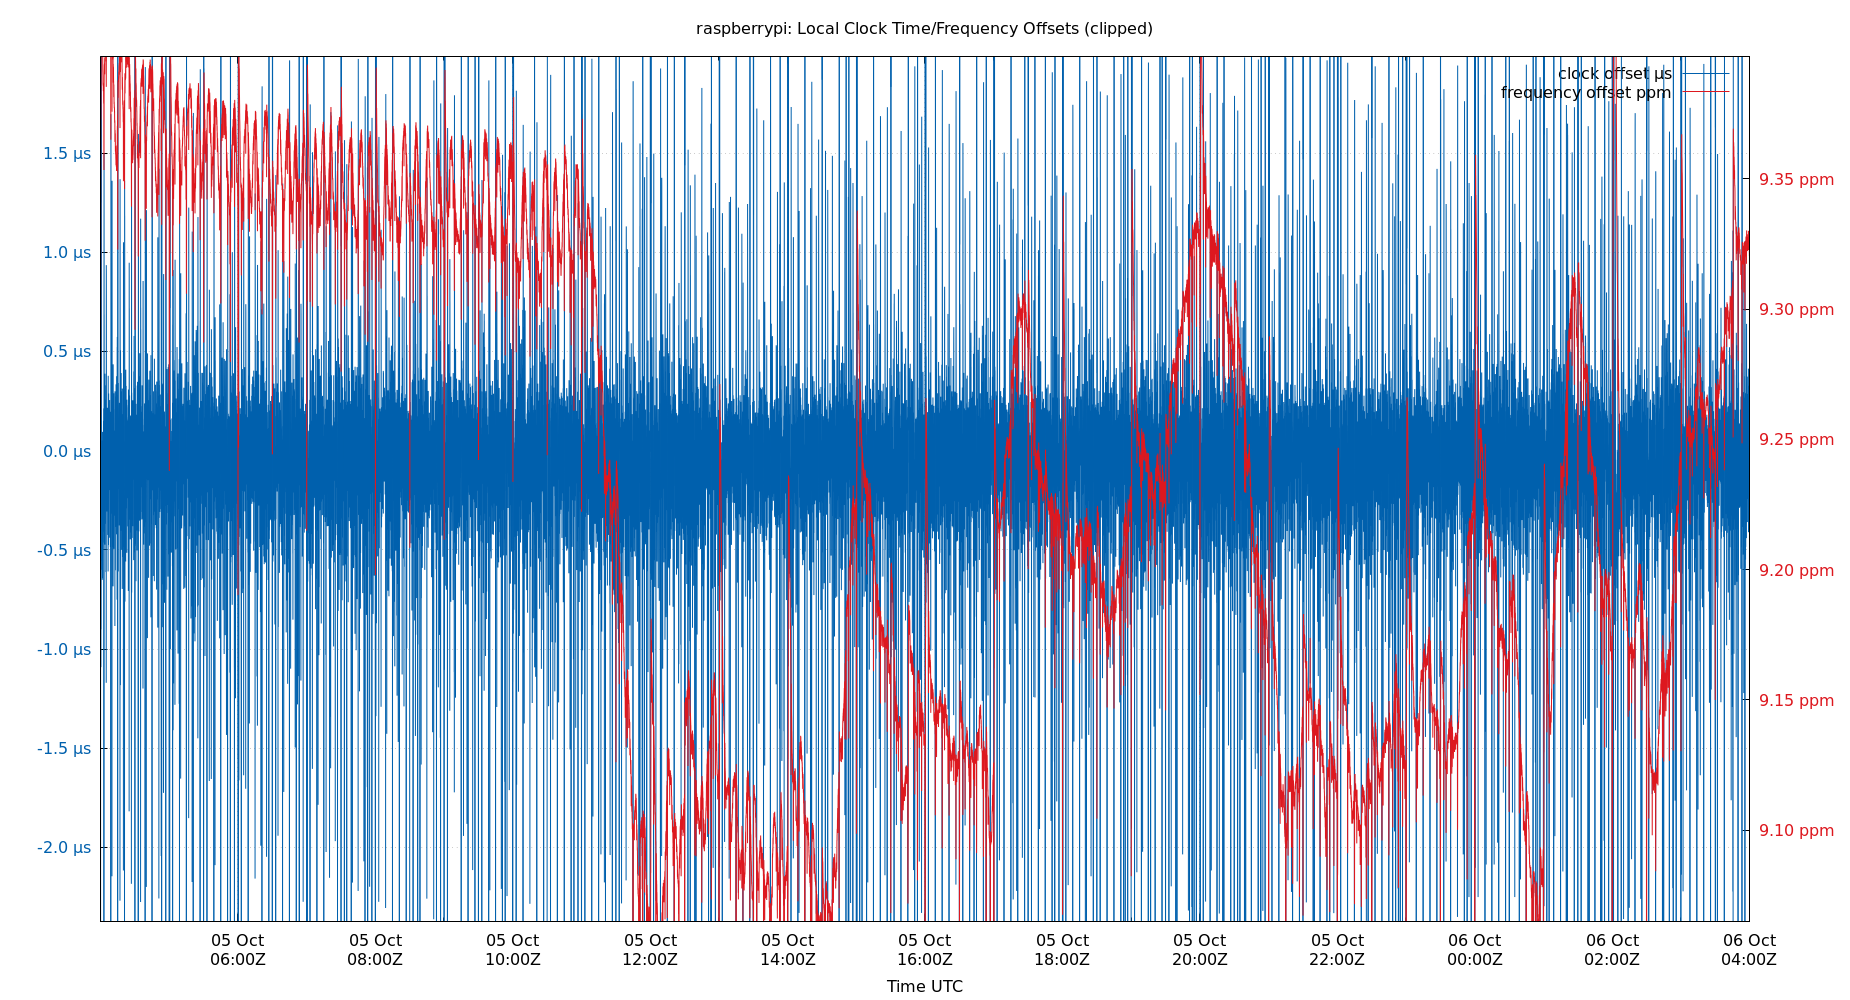 raspberrypi: Local Clock Time/Frequency Offsets (clipped)
clock offset μs
frequency offset ppm
1.5 μs
1.0 μs
0.5 μs
0.0 μs
-0.5 μs
-1.0 μs
-1.5 μs
-2.0 μs
9.35 ppm
9.30 ppm
9.25 ppm
9.20 ppm
9.15 ppm
9.10 ppm
05 Oct 05 Oct 05 Oct 05 Oct 05 Oct 05 Oct 05 Oct 05 Oct 05 Oct 06 Oct 06 Oct 06 Oct
06:00Z 08:00Z 10:00Z 12:00Z 14:00Z 16:00Z 18:00Z 20:00Z 22:00Z 00:00Z 02:00Z 04:00Z
Time UTC